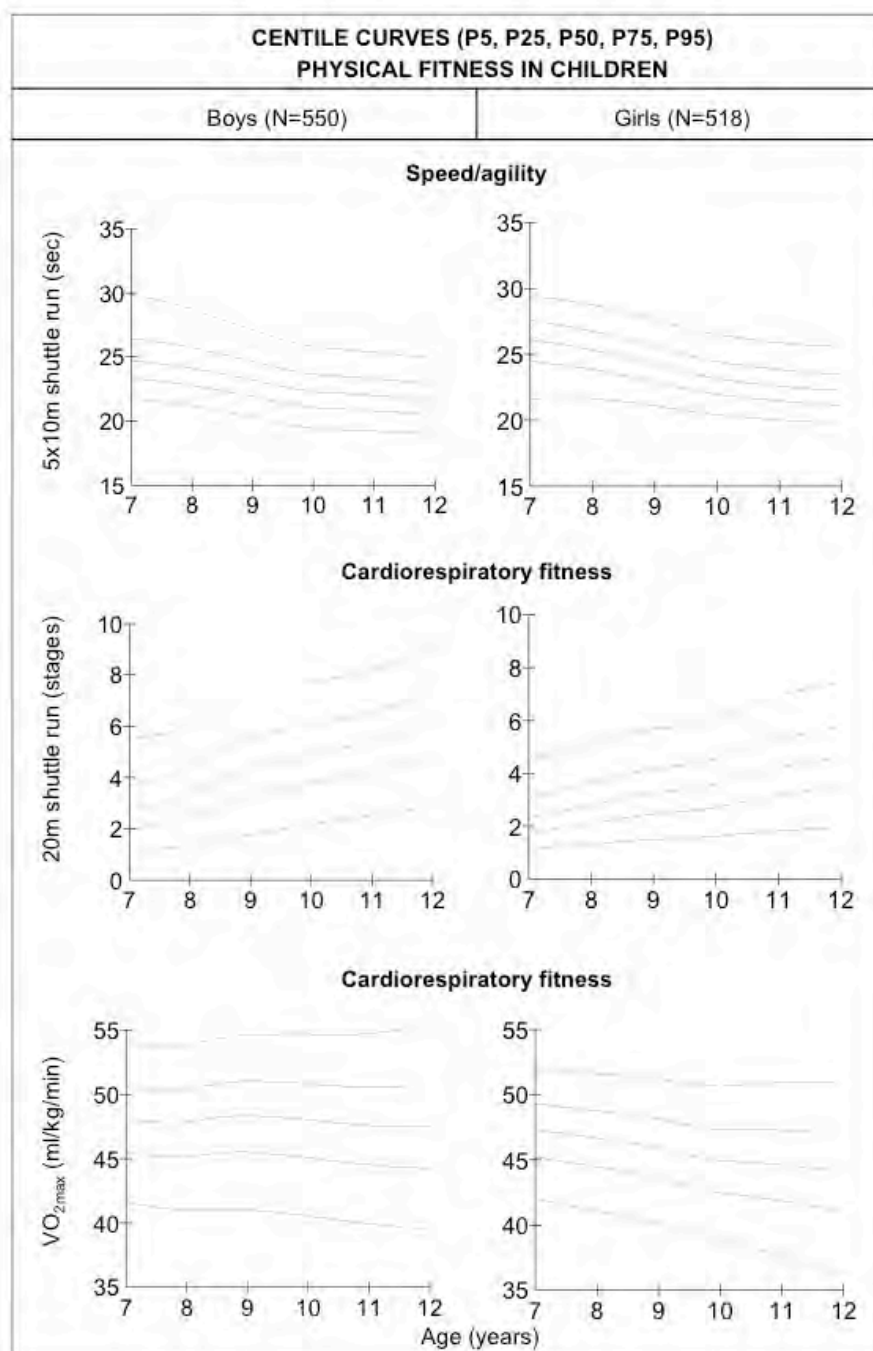 CENTILE CURVES (P5, P25, P50, P75, P95)
PHYSICAL FITNESS IN CHILDREN
Boys (N=550)
Girls (N=518)
Speed/agility
5x10m shuttle run (sec)
35
30
25
20
15
7 8 9 10 11 12
35
30
25
20
15
7 8 9 10 11 12
Cardiorespiratory fitness
20m shuttle run (stages)
10
8
6
4
2
0
7 8 9 10 11 12
10
8
6
4
2
0
7 8 9 10 11 12
Cardiorespiratory fitness
VO2max (ml/kg/min)
55
50
45
40
35
7 8 9 10 11 12
55
50
45
40
35
7 8 9 10 11 12
Age (years)